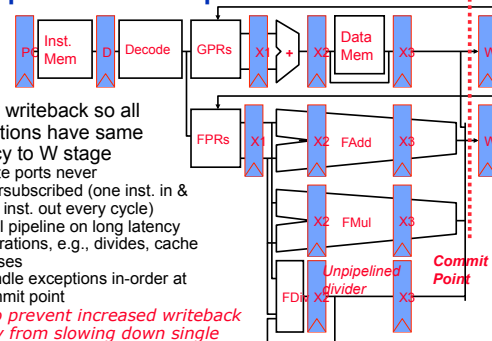 PC
Inst.
Mem
D
Decode
GPRs
X1
+
X2
Data
Mem
X3
W
FPRs
X1
X2
FAdd
X3
W
X2
FMul
X3
FDi
X2
Unpipelined
divider
X3
Commit
Point
writeback so all
tions have same
cy to W stage
te ports never
rsubscribed (one inst. in &
inst. out every cycle)
l pipeline on long latency
rations, e.g., divides, cache
ses
dle exceptions in-order at
mit point
o prevent increased writeback
y from slowing down single